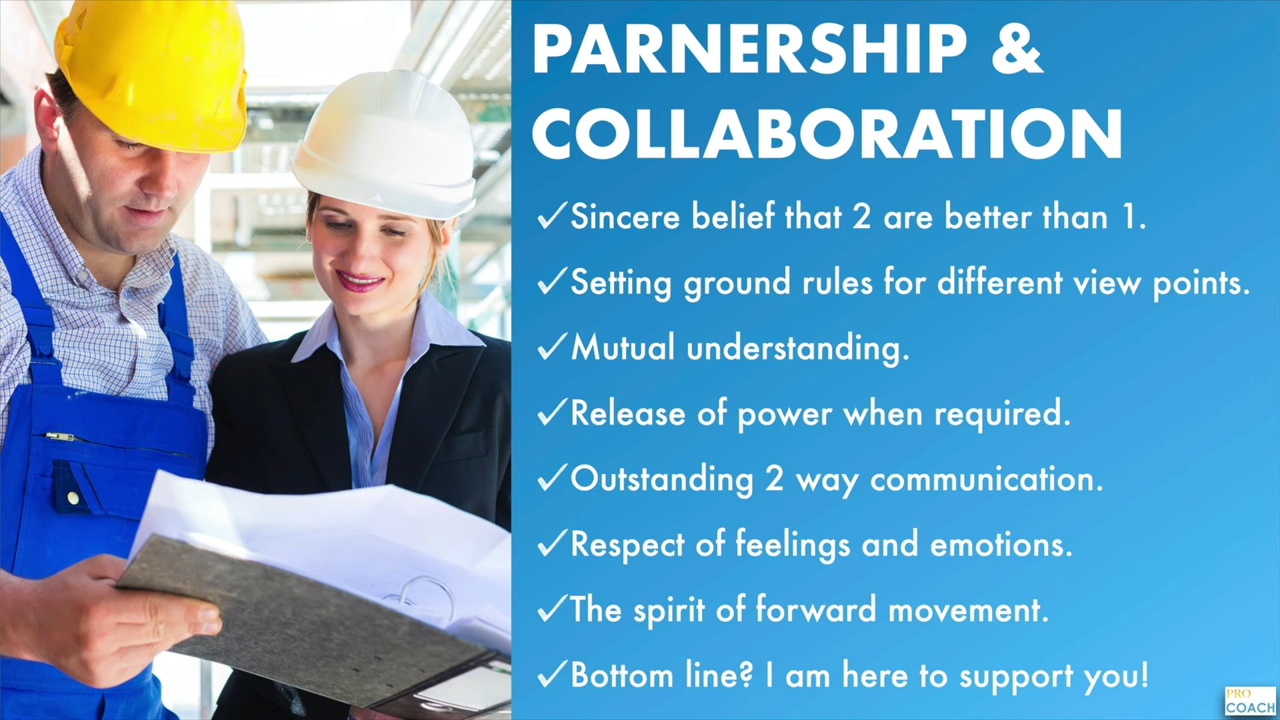 PARNERSHIP &
COLLABORATION
✓Sincere belief that 2 are better than 1.
✓Setting ground rules for different view points.
✓Mutual understanding.
✓Release of power when required.
✓Outstanding 2 way communication.
✓Respect of feelings and emotions.
✓The spirit of forward movement.
✓Bottom line? I am here to support you!
PRO
COACH